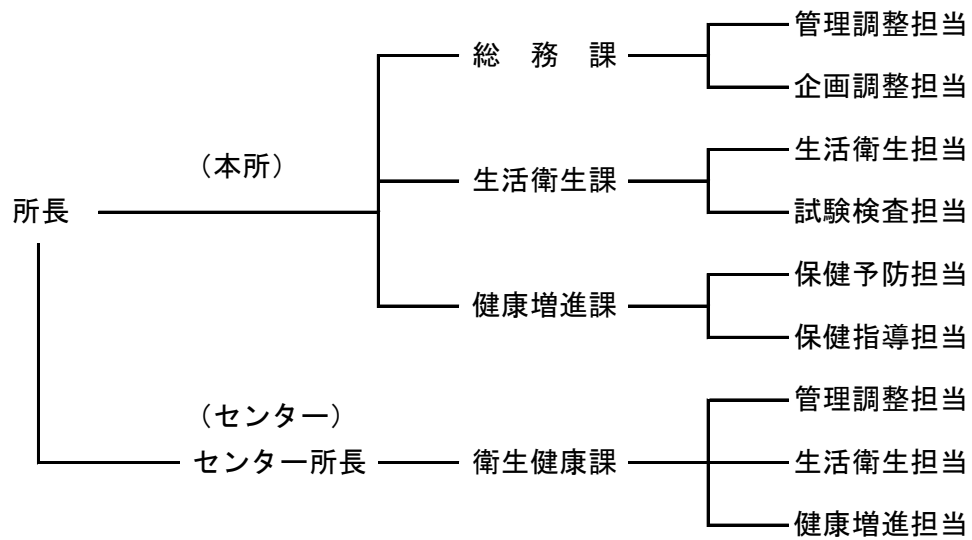 管理調整担当
総　務　課
企画調整担当
生活衛生担当
（本所）
生活衛生課
試験検査担当
所長
保健予防担当
健康増進課
保健指導担当
管理調整担当
（センター）
センター所長
衛生健康課
生活衛生担当
健康増進担当